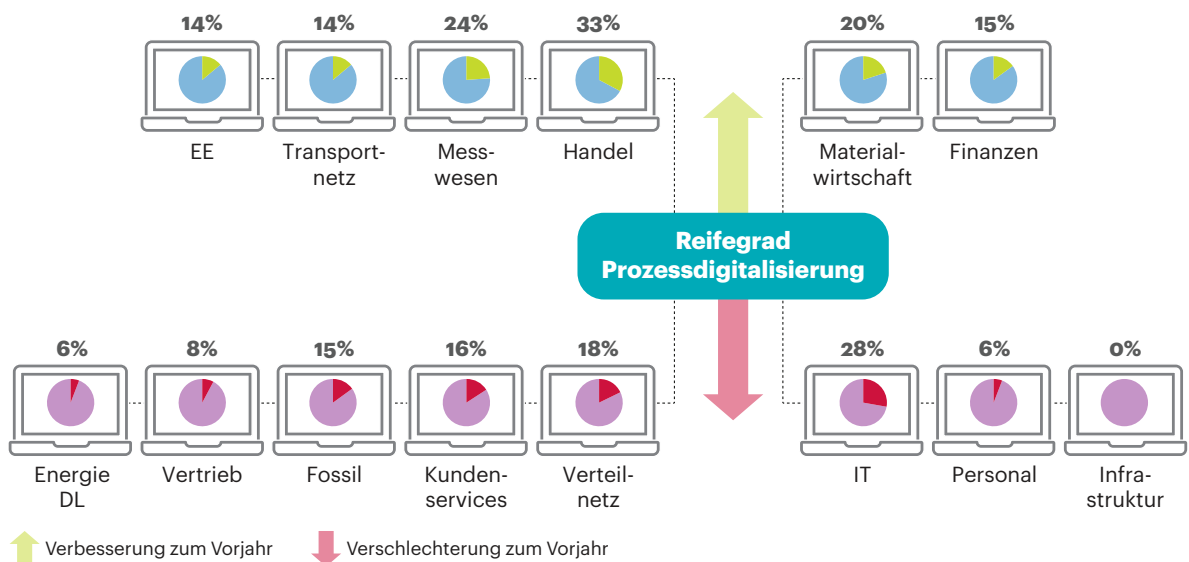 14% 14% 24% 33% 20% 15%
EE Transport- Mess- Handel Material- Finanzen
netz wesen wirtschaft
Reifegrad
Prozessdigitalisierung
6% 8% 15% 16% 18% 28% 6% 0%
Energie Vertrieb Fossil Kunden- Verteil- IT Personal Infra-
DL services netz struktur
Verbesserung zum Vorjahr Verschlechterung zum Vorjahr